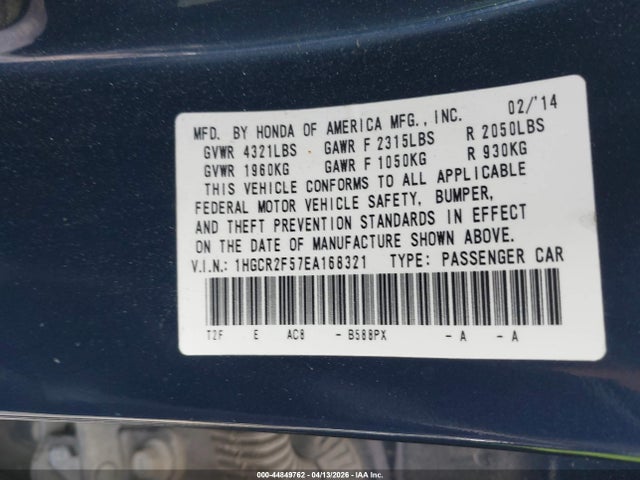 MFD. BY HONDA OF AMERICA MFG., INC. 02/'14
GVWR 4321LBS GAWR F 2315LBS R 2050LBS
GVWR 1960KG GAWR F 1050KG R 930KG
THIS VEHICLE CONFORMS TO ALL APPLICABLE
FEDERAL MOTOR VEHICLE SAFETY, BUMPER,
AND THEFT PREVENTION STANDARDS IN EFFECT
ON THE DATE OF MANUFACTURE SHOWN ABOVE.
V.I.N.: 1HGCR2F57EA168321 TYPE: PASSENGER CAR
T2F E AC8 - B588PX - A - A
000-44849762 - 04/13/2026 - IAA Inc.